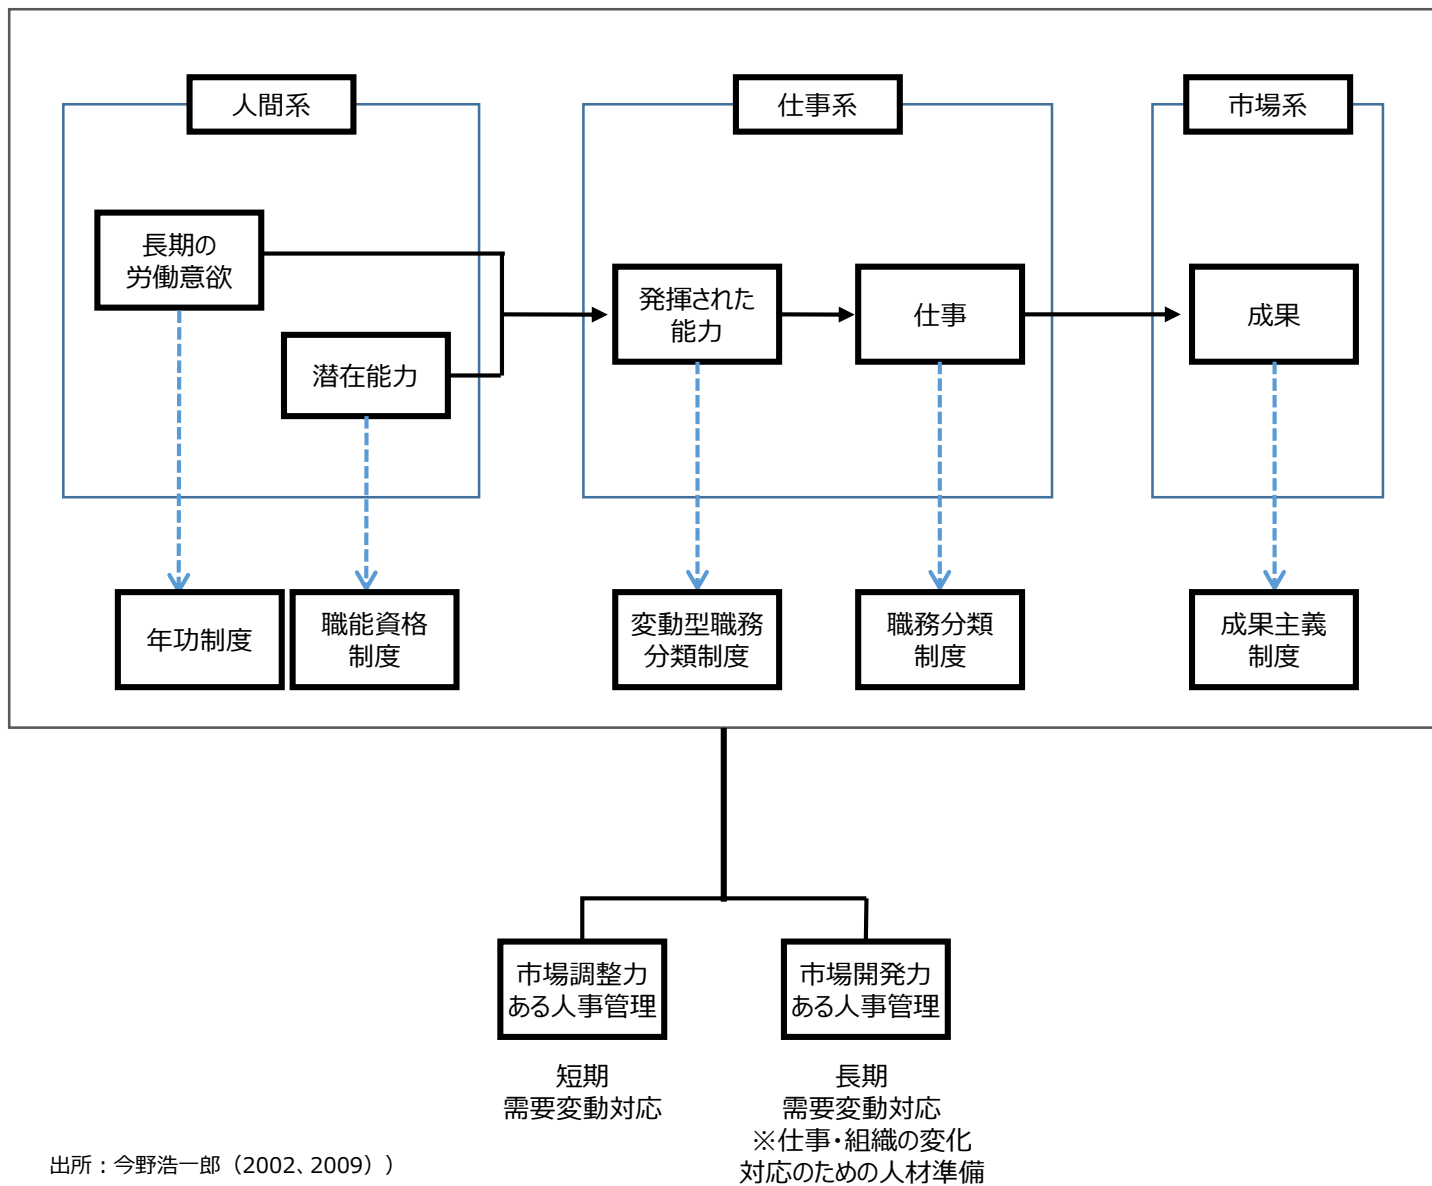 人間系
仕事系
市場系
長期の
労働意欲
潜在能力
発揮された
能力
仕事
成果
年功制度
職能資格
制度
変動型職務
分類制度
職務分類
制度
成果主義
制度
市場調整力
ある人事管理
市場開発力
ある人事管理
短期
需要変動対応
長期
需要変動対応
※仕事・組織の変化
対応のための人材準備
出所：今野浩一郎（2002、2009））